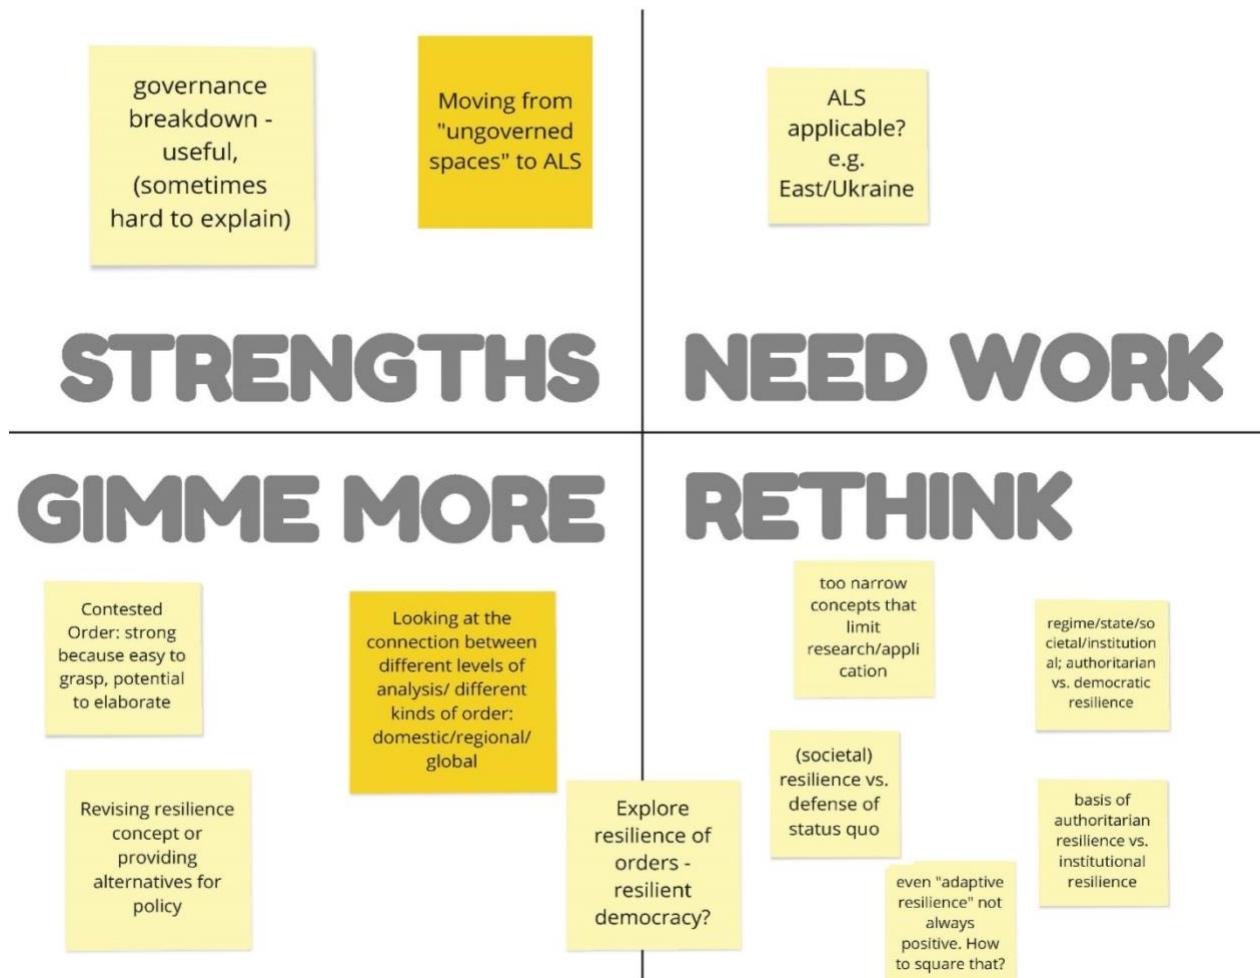 governance
breakdown -
useful,
(sometimes
hard to explain)
Moving from
"ungoverned
spaces" to ALS
STRENGTHS
ALS
applicable?
e.g.
East/Ukraine
NEED WORK
GIMME MORE
Contested
Order: strong
because easy to
grasp, potential
to elaborate
Looking at the
connection between
different levels of
analysis/ different
kinds of order:
domestic/regional/
global
Revising resilience
concept or
providing
alternatives for
policy
Explore
resilience of
orders -
resilient
democracy?
RETHINK
too narrow
concepts that
limit
research/appli
cation
regime/state/so
cietal/institution
al; authoritarian
vs. democratic
resilience
(societal)
resilience vs.
defense of
status quo
basis of
authoritarian
resilience vs.
institutional
resilience
even "adaptive
resilience" not
always
positive. How
to square that?